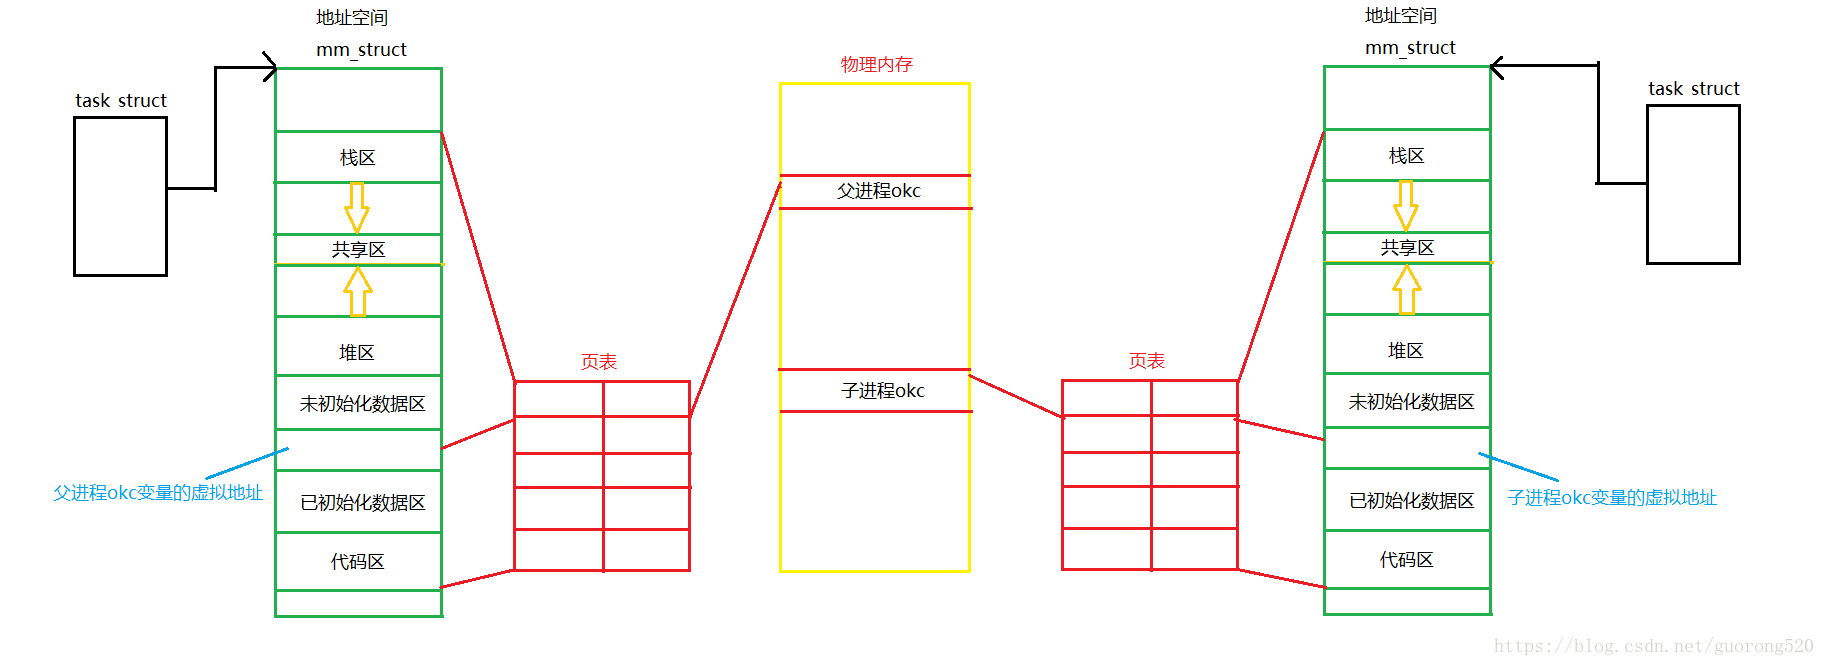 地址空间
mm_struct
task struct
栈区
共享区
堆区
未初始化数据区
父进程okc变量的虚拟地址
已初始化数据区
代码区
页表
物理内存
父进程okc
子进程okc
页表
地址空间
mm_struct
task struct
栈区
共享区
堆区
未初始化数据区
子进程okc变量的虚拟地址
已初始化数据区
代码区
https://blog.csdn.net/guorong520